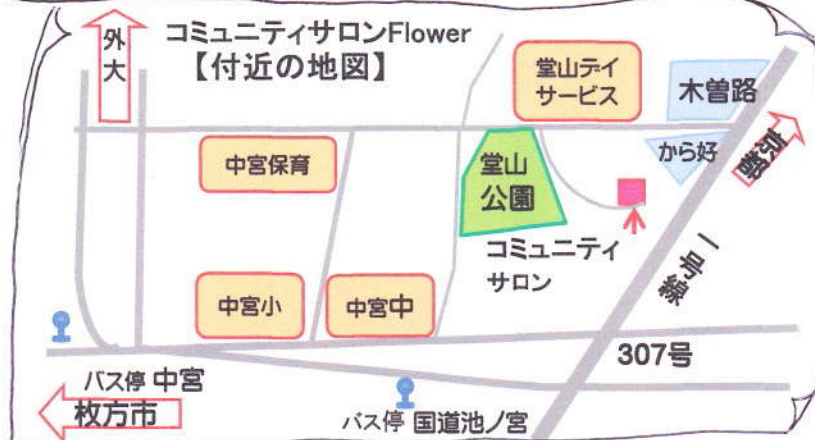 外大
コミュニティサロンFlower
【付近の地図】
堂山デイ
サービス
木曽路
中宮保育
堂山
公園
から好
京都
コミュニティ
サロン
一号線
中宮小
中宮中
307号
バス停 中宮
枚方市
バス停 国道池ノ宮